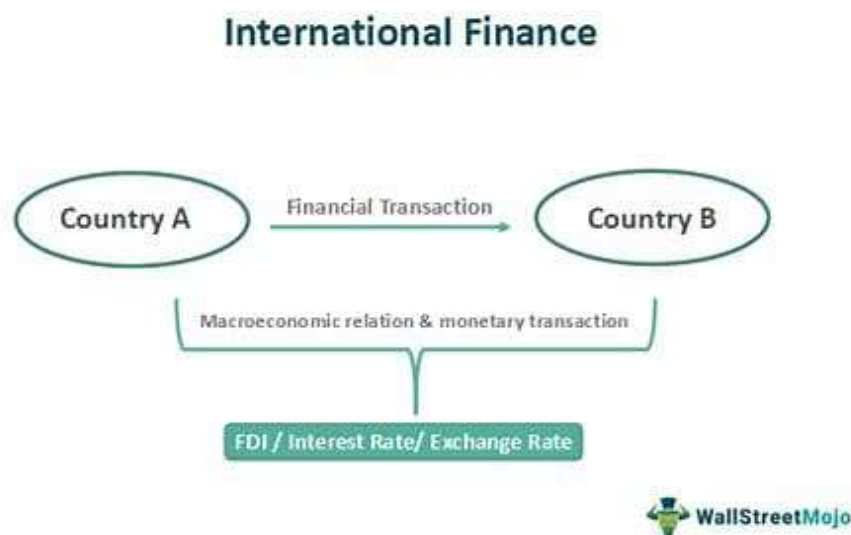 International Finance
Country A
Financial Transaction
Country B
Macroeconomic relation & monetary transaction
FDI / Interest Rate/ Exchange Rate
WallStreetMojo